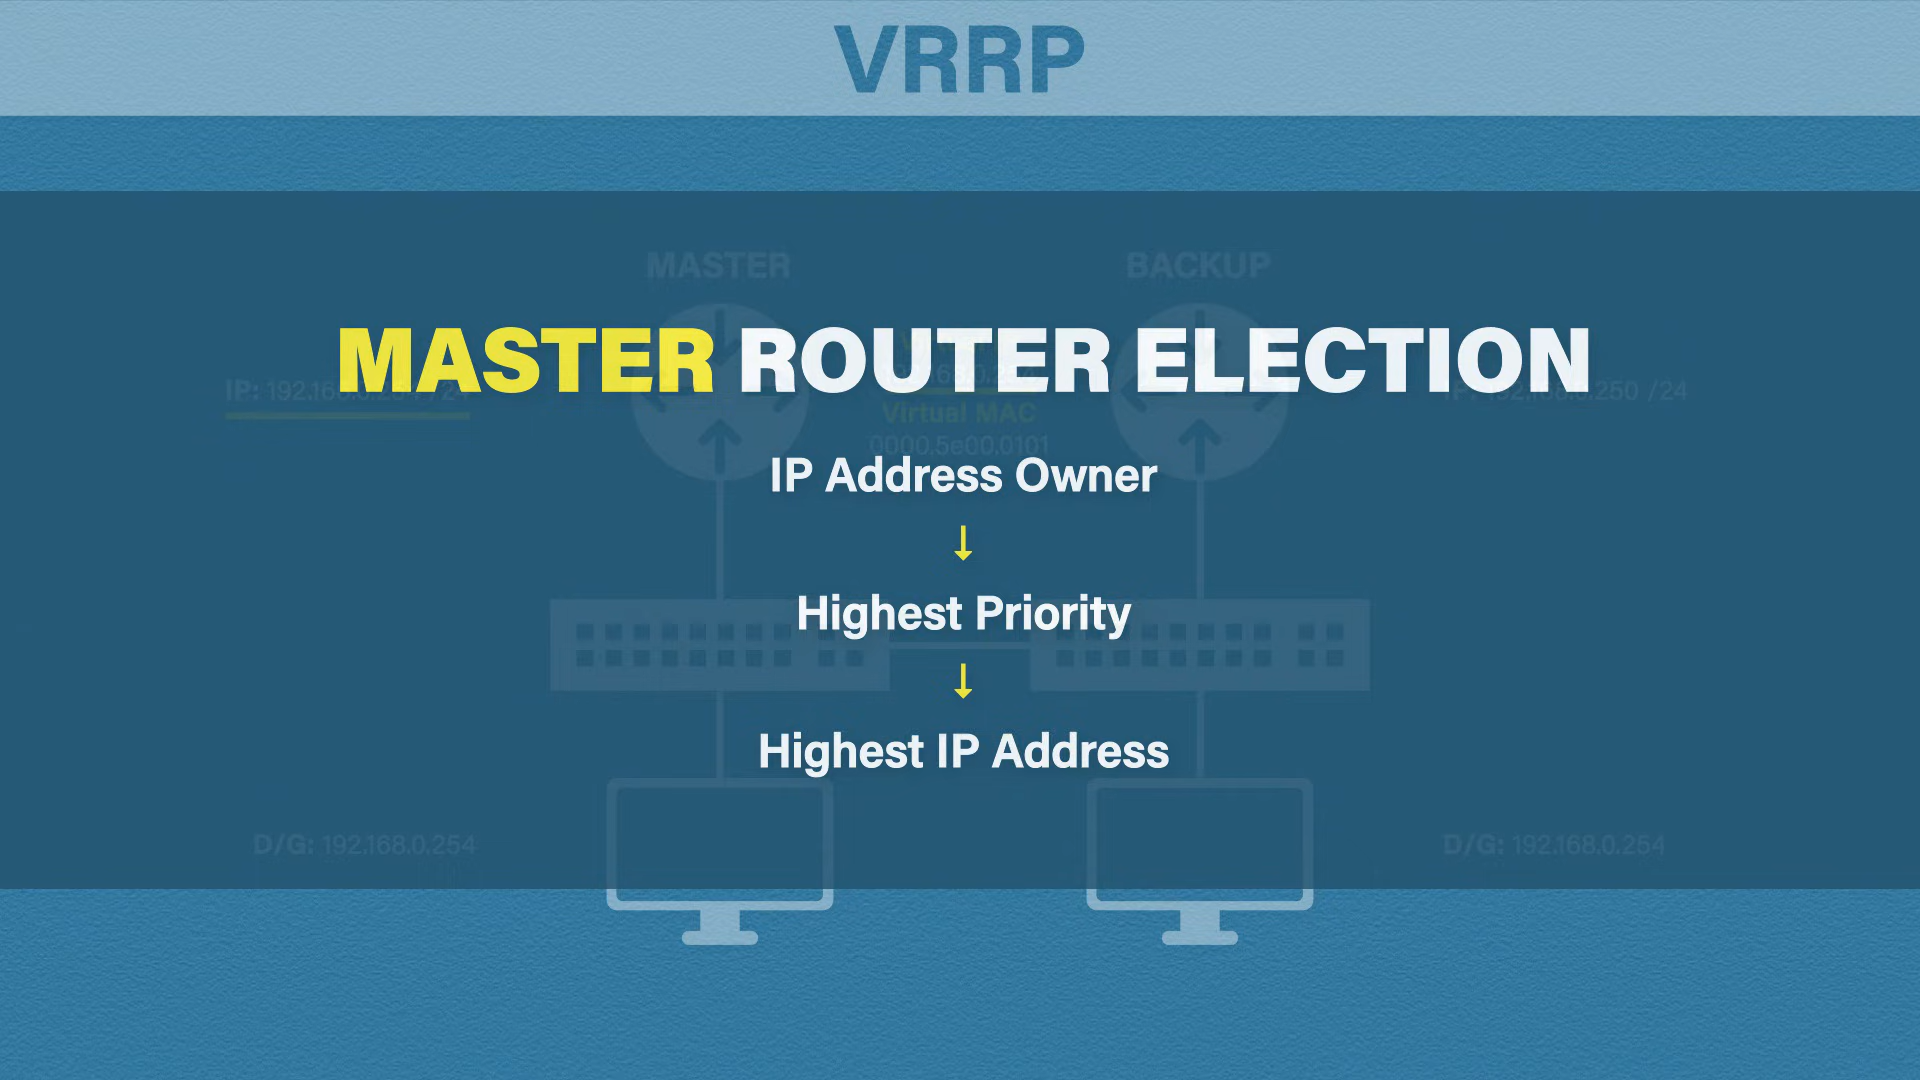 VRRP
MASTER
BACKUP
MASTER ROUTER ELECTION
Virtual MAC
0000.5e00.0101
IP Address Owner
↓
Highest Priority
↓
Highest IP Address
D/G: 192.168.0.254
D/G: 192.168.0.254